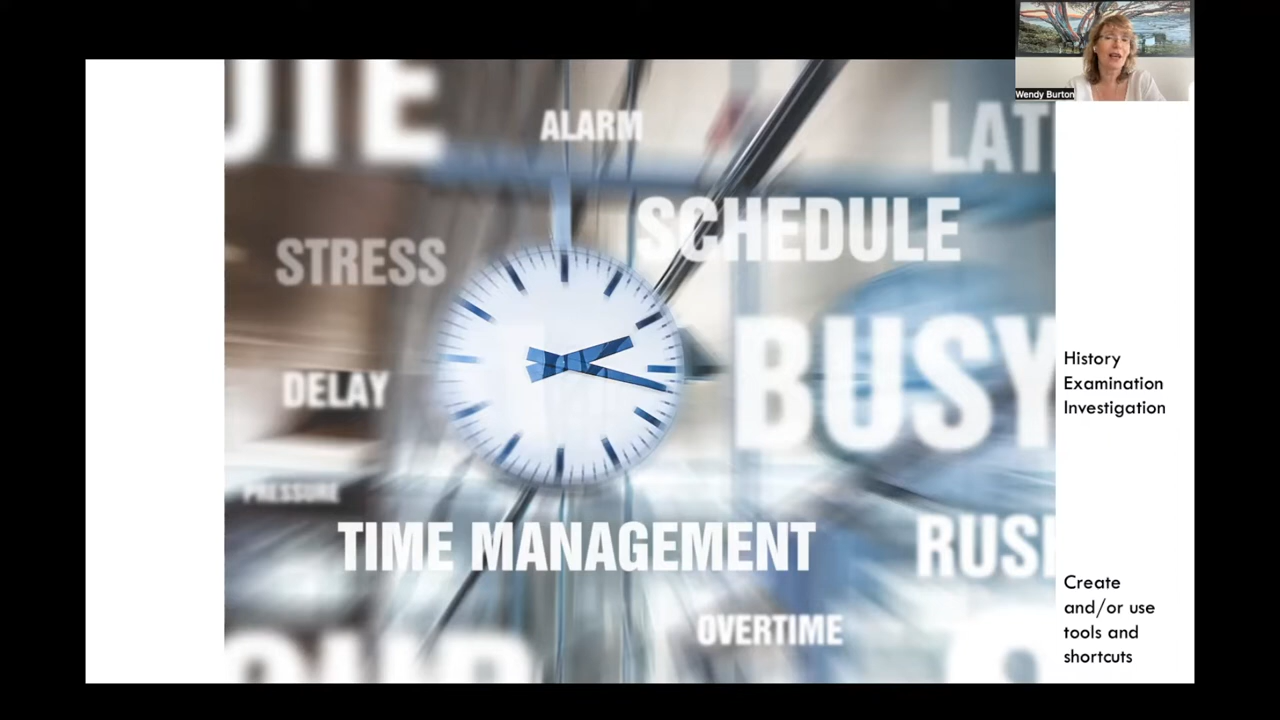 Wendy Burton
ALARM
SCHEDULE
STRESS
BUSY
DELAY
PRESSURE
TIME MANAGEMENT
OVERTIME
History
Examination
Investigation
Create
and/or use
tools and
shortcuts